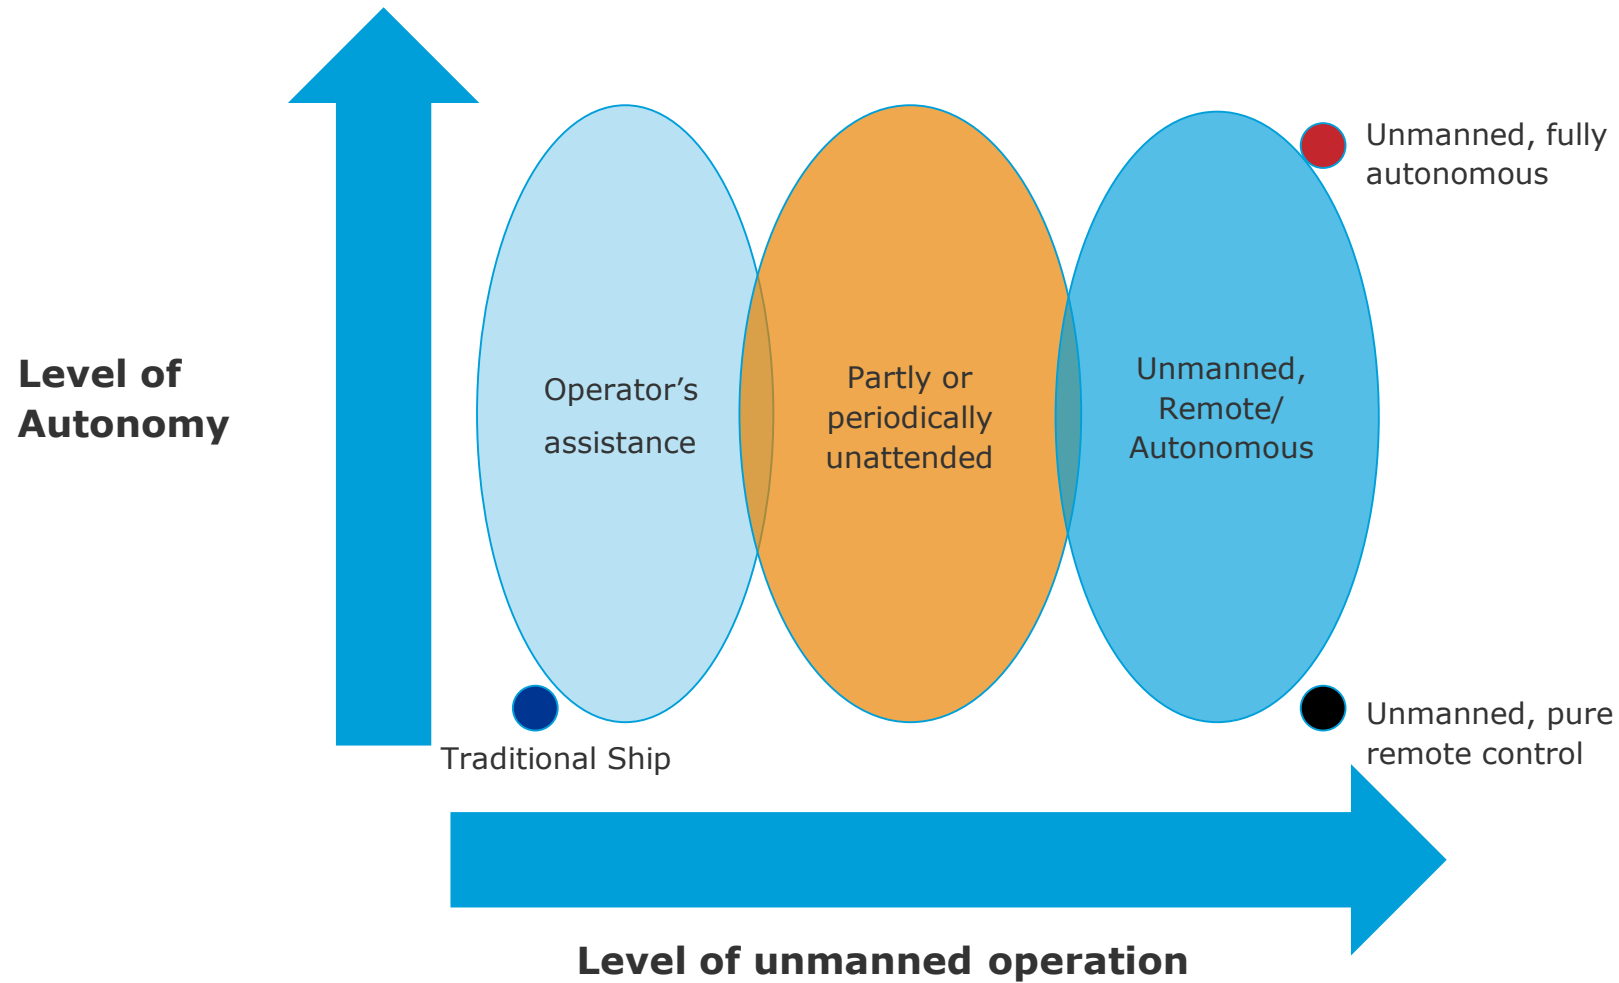 Unmanned, fully
autonomous
Level of
Autonomy
Operator’s
assistance
Partly or
periodically
unattended
Unmanned,
Remote/
Autonomous
Traditional Ship
Unmanned, pure
remote control
Level of unmanned operation